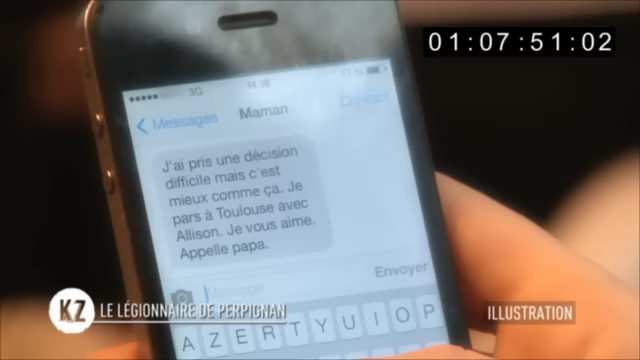 01:07:51:02
3G 14:18 71 %
Messages Maman Contact
J'ai pris une décision
difficile mais c'est
mieux comme ça. Je
pars à Toulouse avec
Allison. Je vous aime.
Appelle papa.
Message Envoyer
A Z E R T Y U I O P
KZ LE LÉGIONNAIRE DE PERPIGNAN
ILLUSTRATION